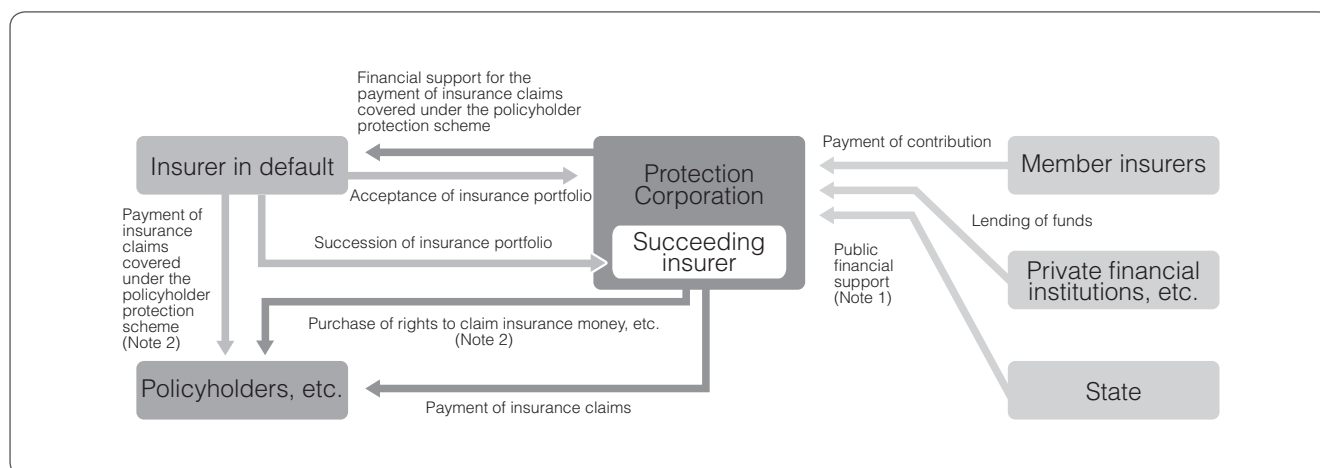 Financial support for the
payment of insurance claims
covered under the policyholder
protection scheme
Insurer in default
Acceptance of insurance portfolio
Protection
Corporation
Payment of contribution
Member insurers
Payment of
insurance
claims
covered
under the
policyholder
protection
scheme
(Note 2)
Succession of insurance portfolio
Succeeding
insurer
Lending of funds
Public
financial
support
(Note 1)
Private financial
institutions, etc.
Purchase of rights to claim insurance money, etc.
(Note 2)
Policyholders, etc.
Payment of insurance claims
State